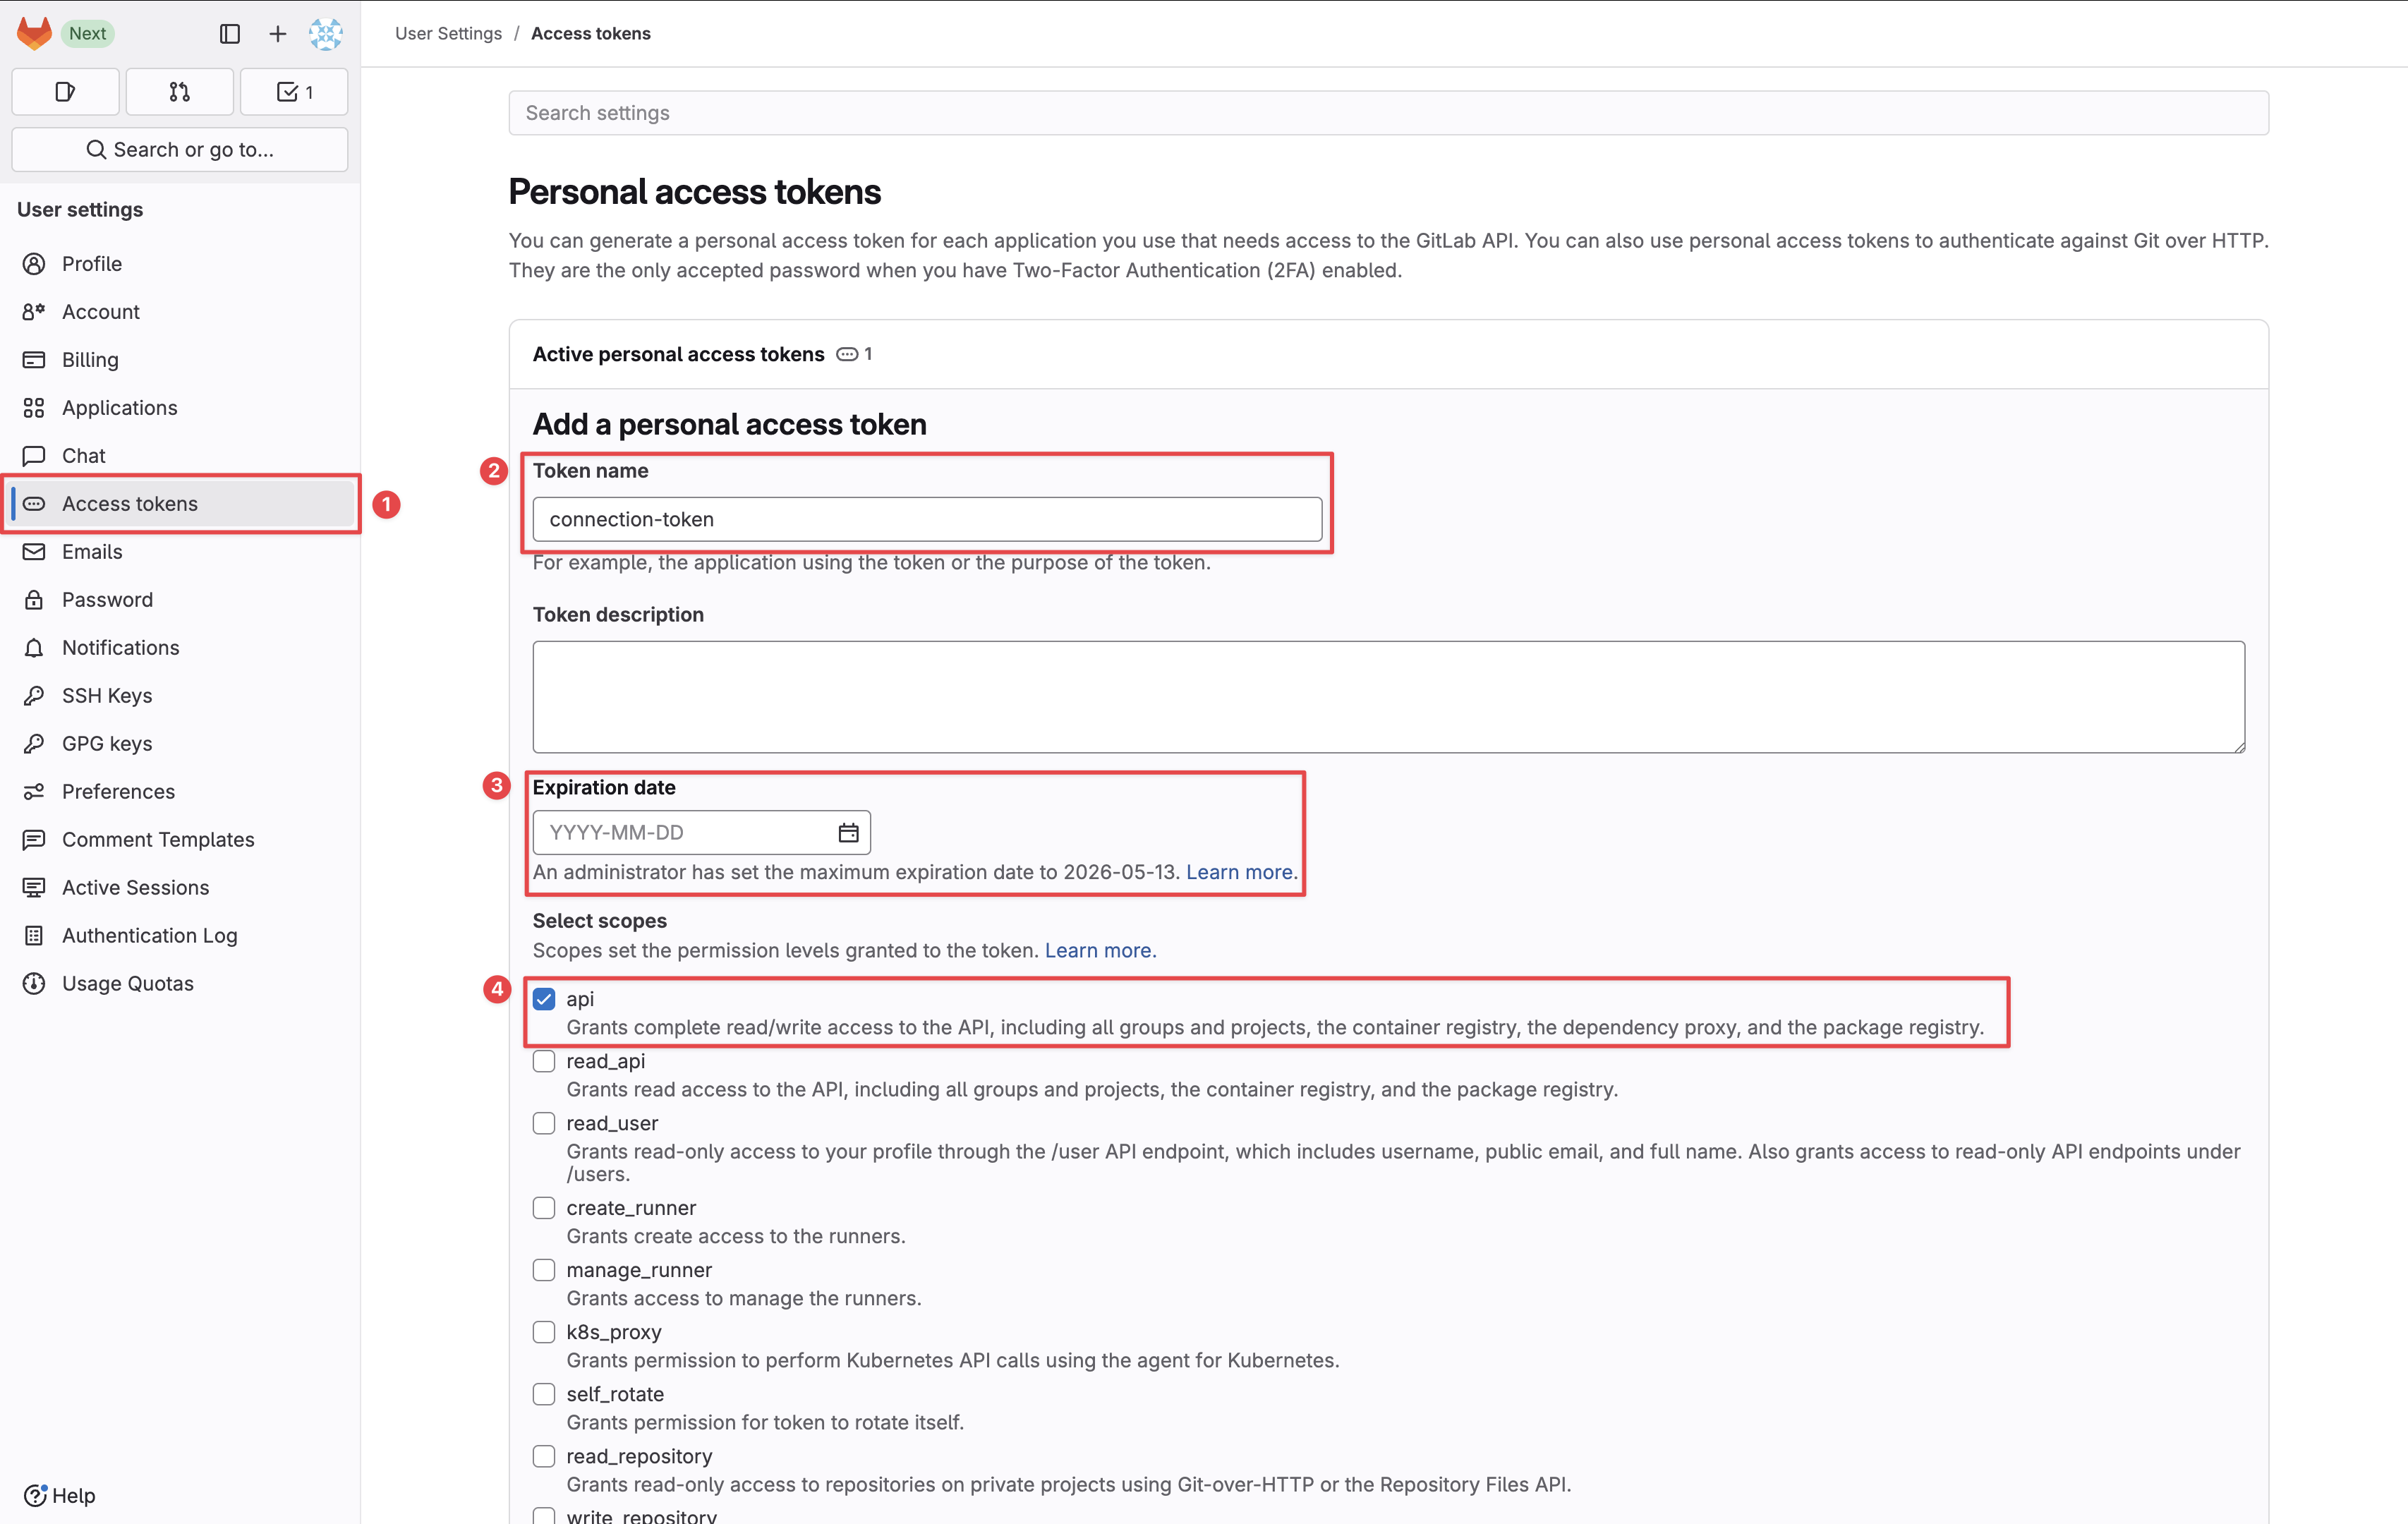 Next
1
Search or go to...
User settings
Profile
Account
Billing
Applications
Chat
Access tokens
1
Emails
Password
Notifications
SSH Keys
GPG keys
Preferences
Comment Templates
Active Sessions
Authentication Log
Usage Quotas
Help
User Settings / Access tokens
Search settings
Personal access tokens
You can generate a personal access token for each application you use that needs access to the GitLab API. You can also use personal access tokens to authenticate against Git over HTTP.
They are the only accepted password when you have Two-Factor Authentication (2FA) enabled.
Active personal access tokens 1
Add a personal access token
2
Token name
connection-token
For example, the application using the token or the purpose of the token.
Token description
3
Expiration date
YYYY-MM-DD
An administrator has set the maximum expiration date to 2026-05-13. Learn more.
Select scopes
Scopes set the permission levels granted to the token. Learn more.
4
api
Grants complete read/write access to the API, including all groups and projects, the container registry, the dependency proxy, and the package registry.
read_api
Grants read access to the API, including all groups and projects, the container registry, and the package registry.
read_user
Grants read-only access to your profile through the /user API endpoint, which includes username, public email, and full name. Also grants access to read-only API endpoints under
/users.
create_runner
Grants create access to the runners.
manage_runner
Grants access to manage the runners.
k8s_proxy
Grants permission to perform Kubernetes API calls using the agent for Kubernetes.
self_rotate
Grants permission for token to rotate itself.
read_repository
Grants read-only access to repositories on private projects using Git-over-HTTP or the Repository Files API.
write_repository